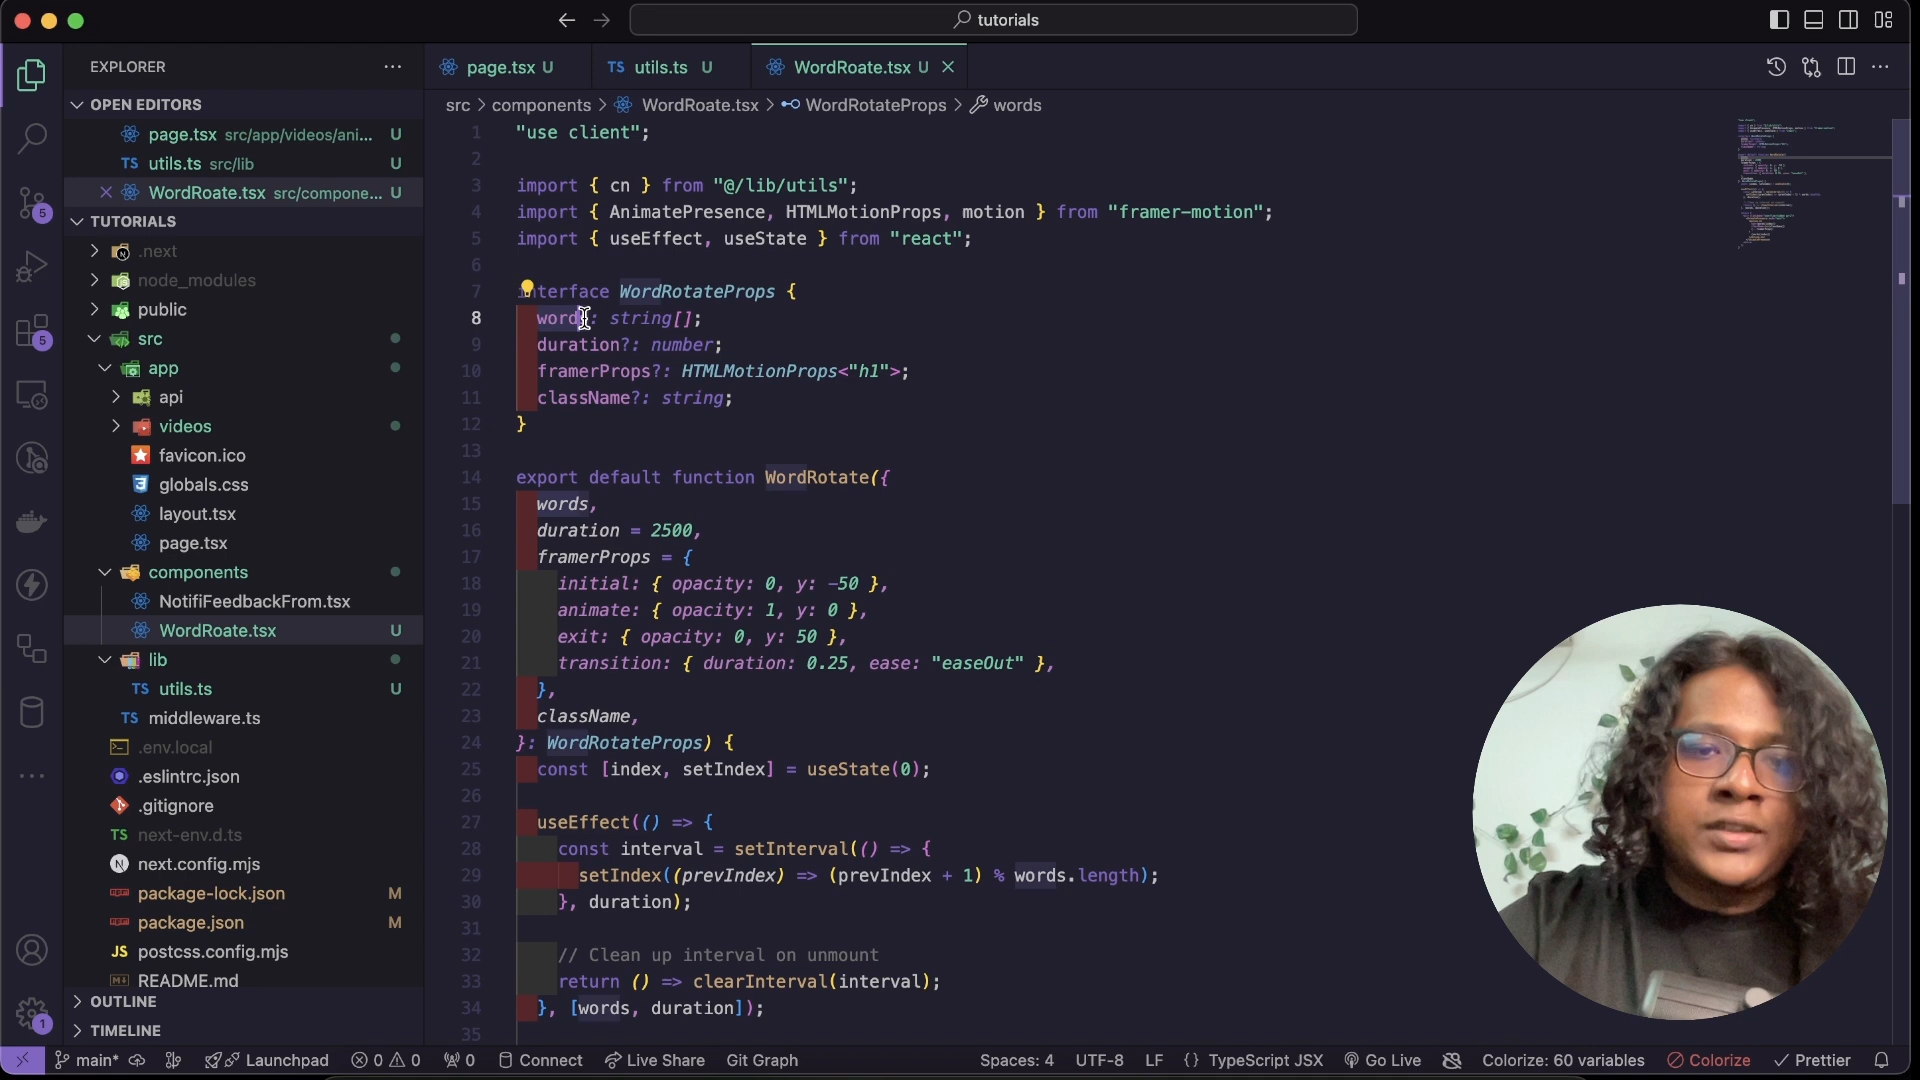 tutorials
EXPLORER
OPEN EDITORS
page.tsx src/app/videos/ani... U
TS utils.ts src/lib U
WordRoate.tsx src/compone... U
TUTORIALS
.next
node_modules
public
src
app
api
videos
favicon.ico
globals.css
layout.tsx
page.tsx
components
NotifiFeedbackFrom.tsx
WordRoate.tsx U
lib
TS utils.ts U
TS middleware.ts
.env.local
.eslintrc.json
.gitignore
TS next-env.d.ts
N next.config.mjs
package-lock.json M
package.json M
JS postcss.config.mjs
README.md
OUTLINE
TIMELINE
5
5
1
page.tsx U
TS utils.ts U
WordRoate.tsx U
src > components > WordRoate.tsx > WordRotateProps > words
1 "use client";
2
3 import { cn } from "@/lib/utils";
4 import { AnimatePresence, HTMLMotionProps, motion } from "framer-motion";
5 import { useEffect, useState } from "react";
6
7 interface WordRotateProps {
8 words: string[];
9 duration?: number;
10 framerProps?: HTMLMotionProps<"h1">;
11 className?: string;
12 }
13
14 export default function WordRotate({
15 words,
16 duration = 2500,
17 framerProps = {
18 initial: { opacity: 0, y: -50 },
19 animate: { opacity: 1, y: 0 },
20 exit: { opacity: 0, y: 50 },
21 transition: { duration: 0.25, ease: "easeOut" },
22 },
23 className,
24 }: WordRotateProps) {
25 const [index, setIndex] = useState(0);
26
27 useEffect(() => {
28 const interval = setInterval(() => {
29 setIndex((prevIndex) => (prevIndex + 1) % words.length);
30 }, duration);
31
32 // Clean up interval on unmount
33 return () => clearInterval(interval);
34 }, [words, duration]);
35
main* Launchpad 0 0 0 Connect Live Share Git Graph Spaces: 4 UTF-8 LF {} TypeScript JSX Go Live Colorize: 60 variables Colorize Prettier